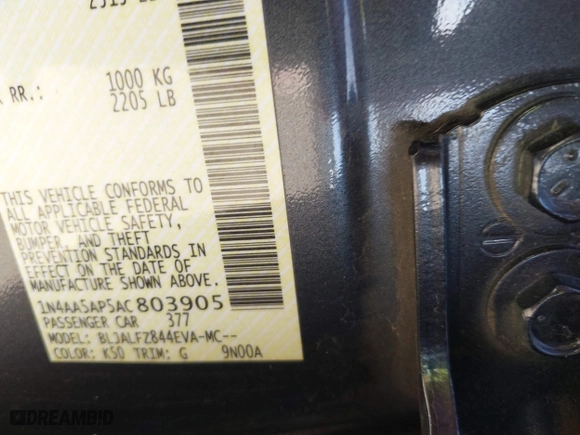 RR.: 1000 KG
2205 LB
THIS VEHICLE CONFORMS TO
ALL APPLICABLE FEDERAL
MOTOR VEHICLE SAFETY,
BUMPER, AND THEFT
PREVENTION STANDARDS IN
EFFECT ON THE DATE OF
MANUFACTURE SHOWN ABOVE.
1N4AA5AP5AC803905
PASSENGER CAR 377
MODEL: BLJALFZ844EVA-MC--
COLOR: K50 TRIM: G 9N00A
DREAMBID